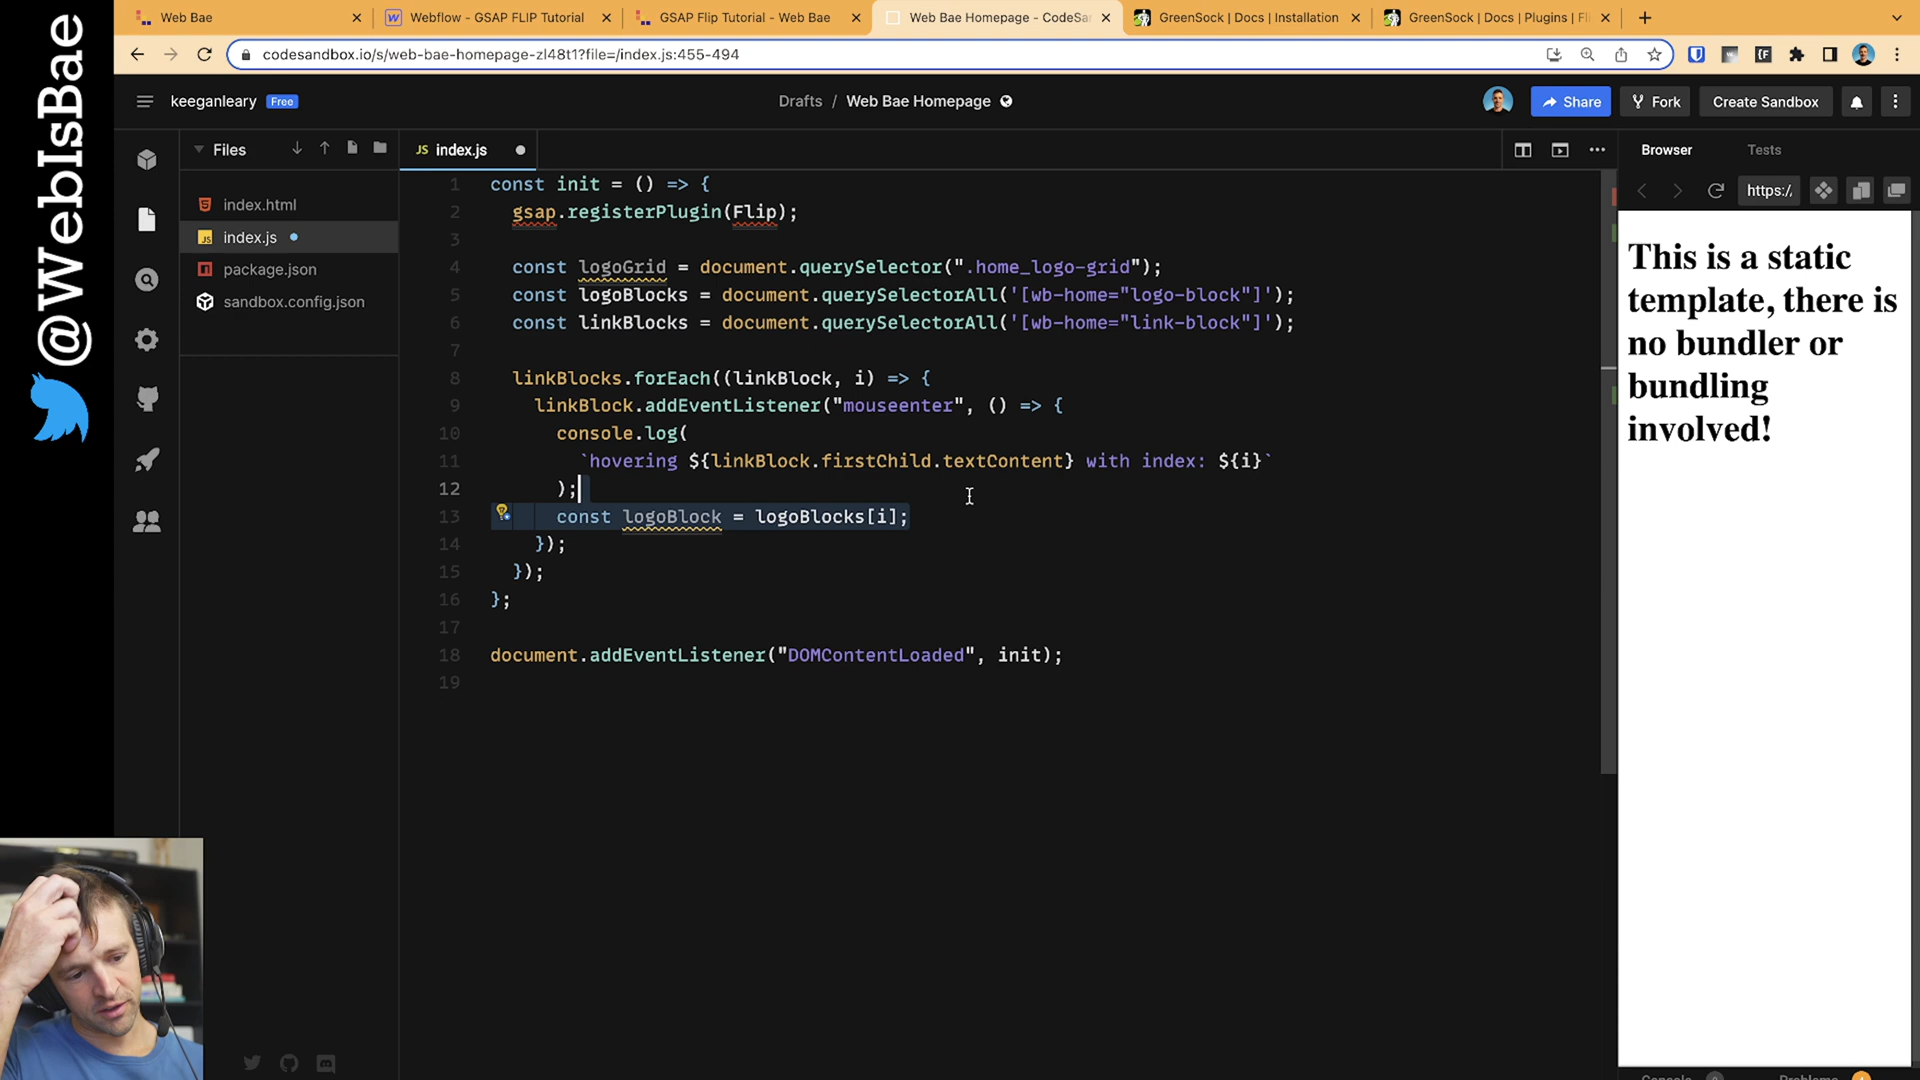 @WebIsBae
Web Bae
Webflow - GSAP FLIP Tutorial
GSAP Flip Tutorial - Web Bae
Web Bae Homepage - CodeSa
GreenSock | Docs | Installation
GreenSock | Docs | Plugins | Fl
codesandbox.io/s/web-bae-homepage-zl48t1?file=/index.js:455-494
keeganleary Free
Drafts / Web Bae Homepage
Share
Fork
Create Sandbox
Files
JS index.js
Browser
Tests
index.html
index.js
package.json
sandbox.config.json
https:/
1 const init = () => {
2 gsap.registerPlugin(Flip);
3
4 const logoGrid = document.querySelector(".home_logo-grid");
5 const logoBlocks = document.querySelectorAll('[wb-home="logo-block"]');
6 const linkBlocks = document.querySelectorAll('[wb-home="link-block"]');
7
8 linkBlocks.forEach((linkBlock, i) => {
9 linkBlock.addEventListener("mouseenter", () => {
10 console.log(
11 `hovering ${linkBlock.firstChild.textContent} with index: ${i}`
12 );
13 const logoBlock = logoBlocks[i];
14 });
15 });
16 };
17
18 document.addEventListener("DOMContentLoaded", init);
19
This is a static
template, there is
no bundler or
bundling
involved!